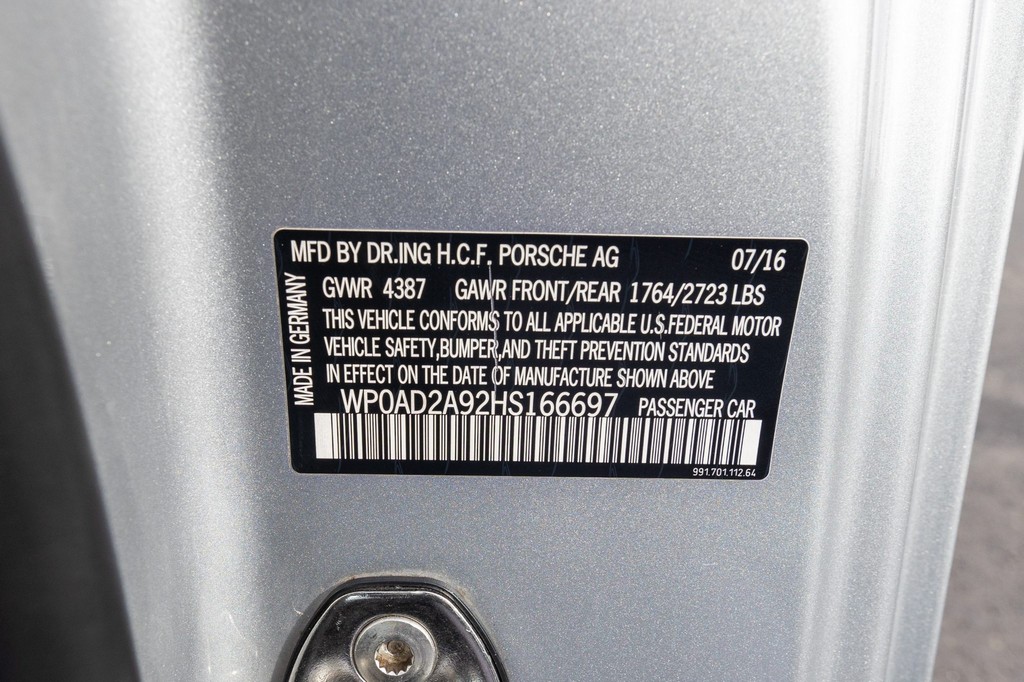 MFD BY DR.ING H.C.F. PORSCHE AG 07/16
GVWR 4387 GAWR FRONT/REAR 1764/2723 LBS
THIS VEHICLE CONFORMS TO ALL APPLICABLE U.S.FEDERAL MOTOR
VEHICLE SAFETY,BUMPER,AND THEFT PREVENTION STANDARDS
IN EFFECT ON THE DATE OF MANUFACTURE SHOWN ABOVE
MADE IN GERMANY
WP0AD2A92HS166697 PASSENGER CAR
991.701.112.64